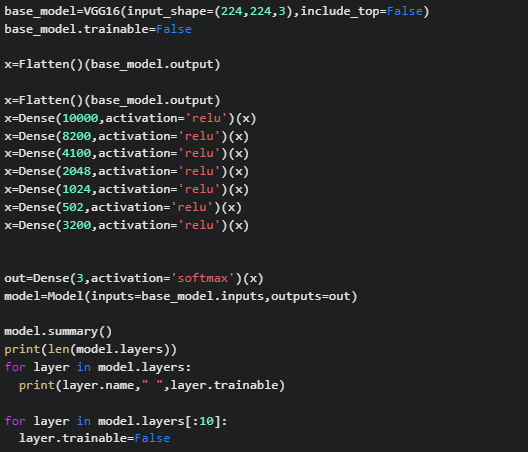 base_model=VGG16(input_shape=(224,224,3),include_top=False)
base_model.trainable=False
x=Flatten()(base_model.output)
x=Flatten()(base_model.output)
x=Dense(10000,activation='relu')(x)
x=Dense(8200,activation='relu')(x)
x=Dense(4100,activation='relu')(x)
x=Dense(2048,activation='relu')(x)
x=Dense(1024,activation='relu')(x)
x=Dense(502,activation='relu')(x)
x=Dense(3200,activation='relu')(x)
out=Dense(3,activation='softmax')(x)
model=Model(inputs=base_model.inputs,outputs=out)
model.summary()
print(len(model.layers))
for layer in model.layers:
  print(layer.name," ",layer.trainable)
for layer in model.layers[:10]:
  layer.trainable=False